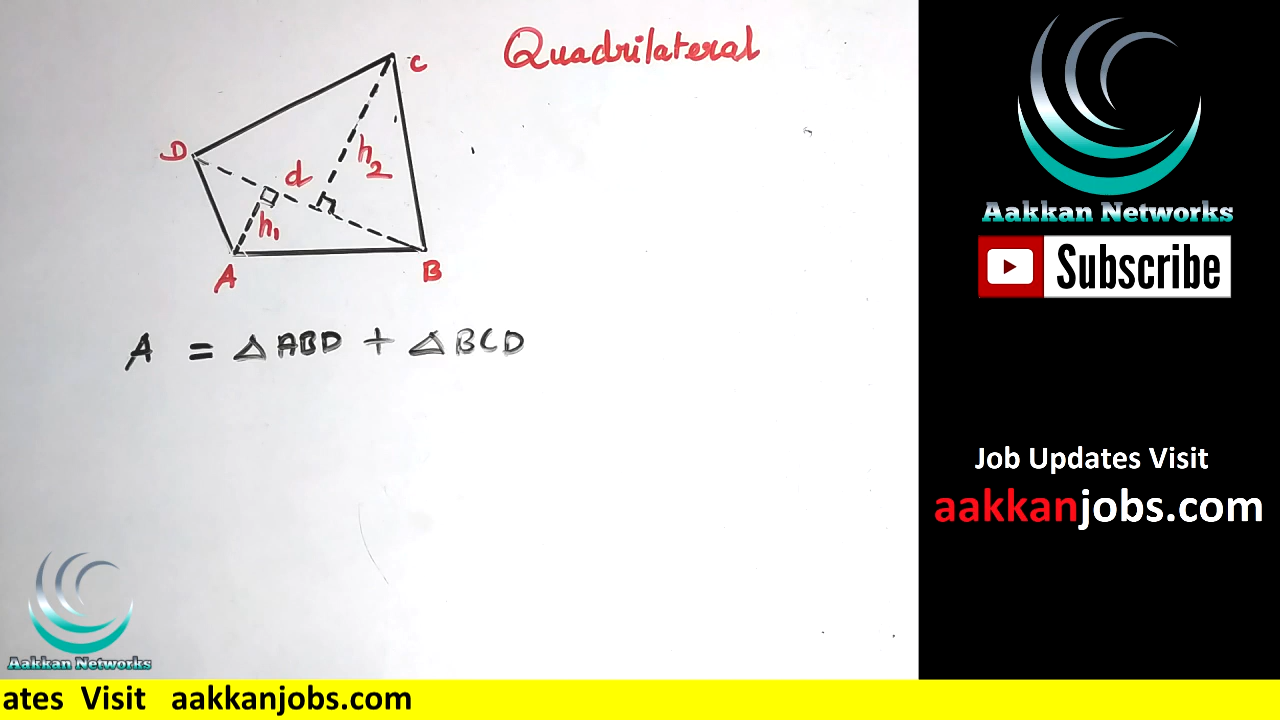 Quadrilateral
C
D
d
h2
h1
A
B
A = △ABD + △BCD
Aakkan Networks
Subscribe
Job Updates Visit
aakkanjobs.com
Aakkan Networks
ates Visit aakkanjobs.com